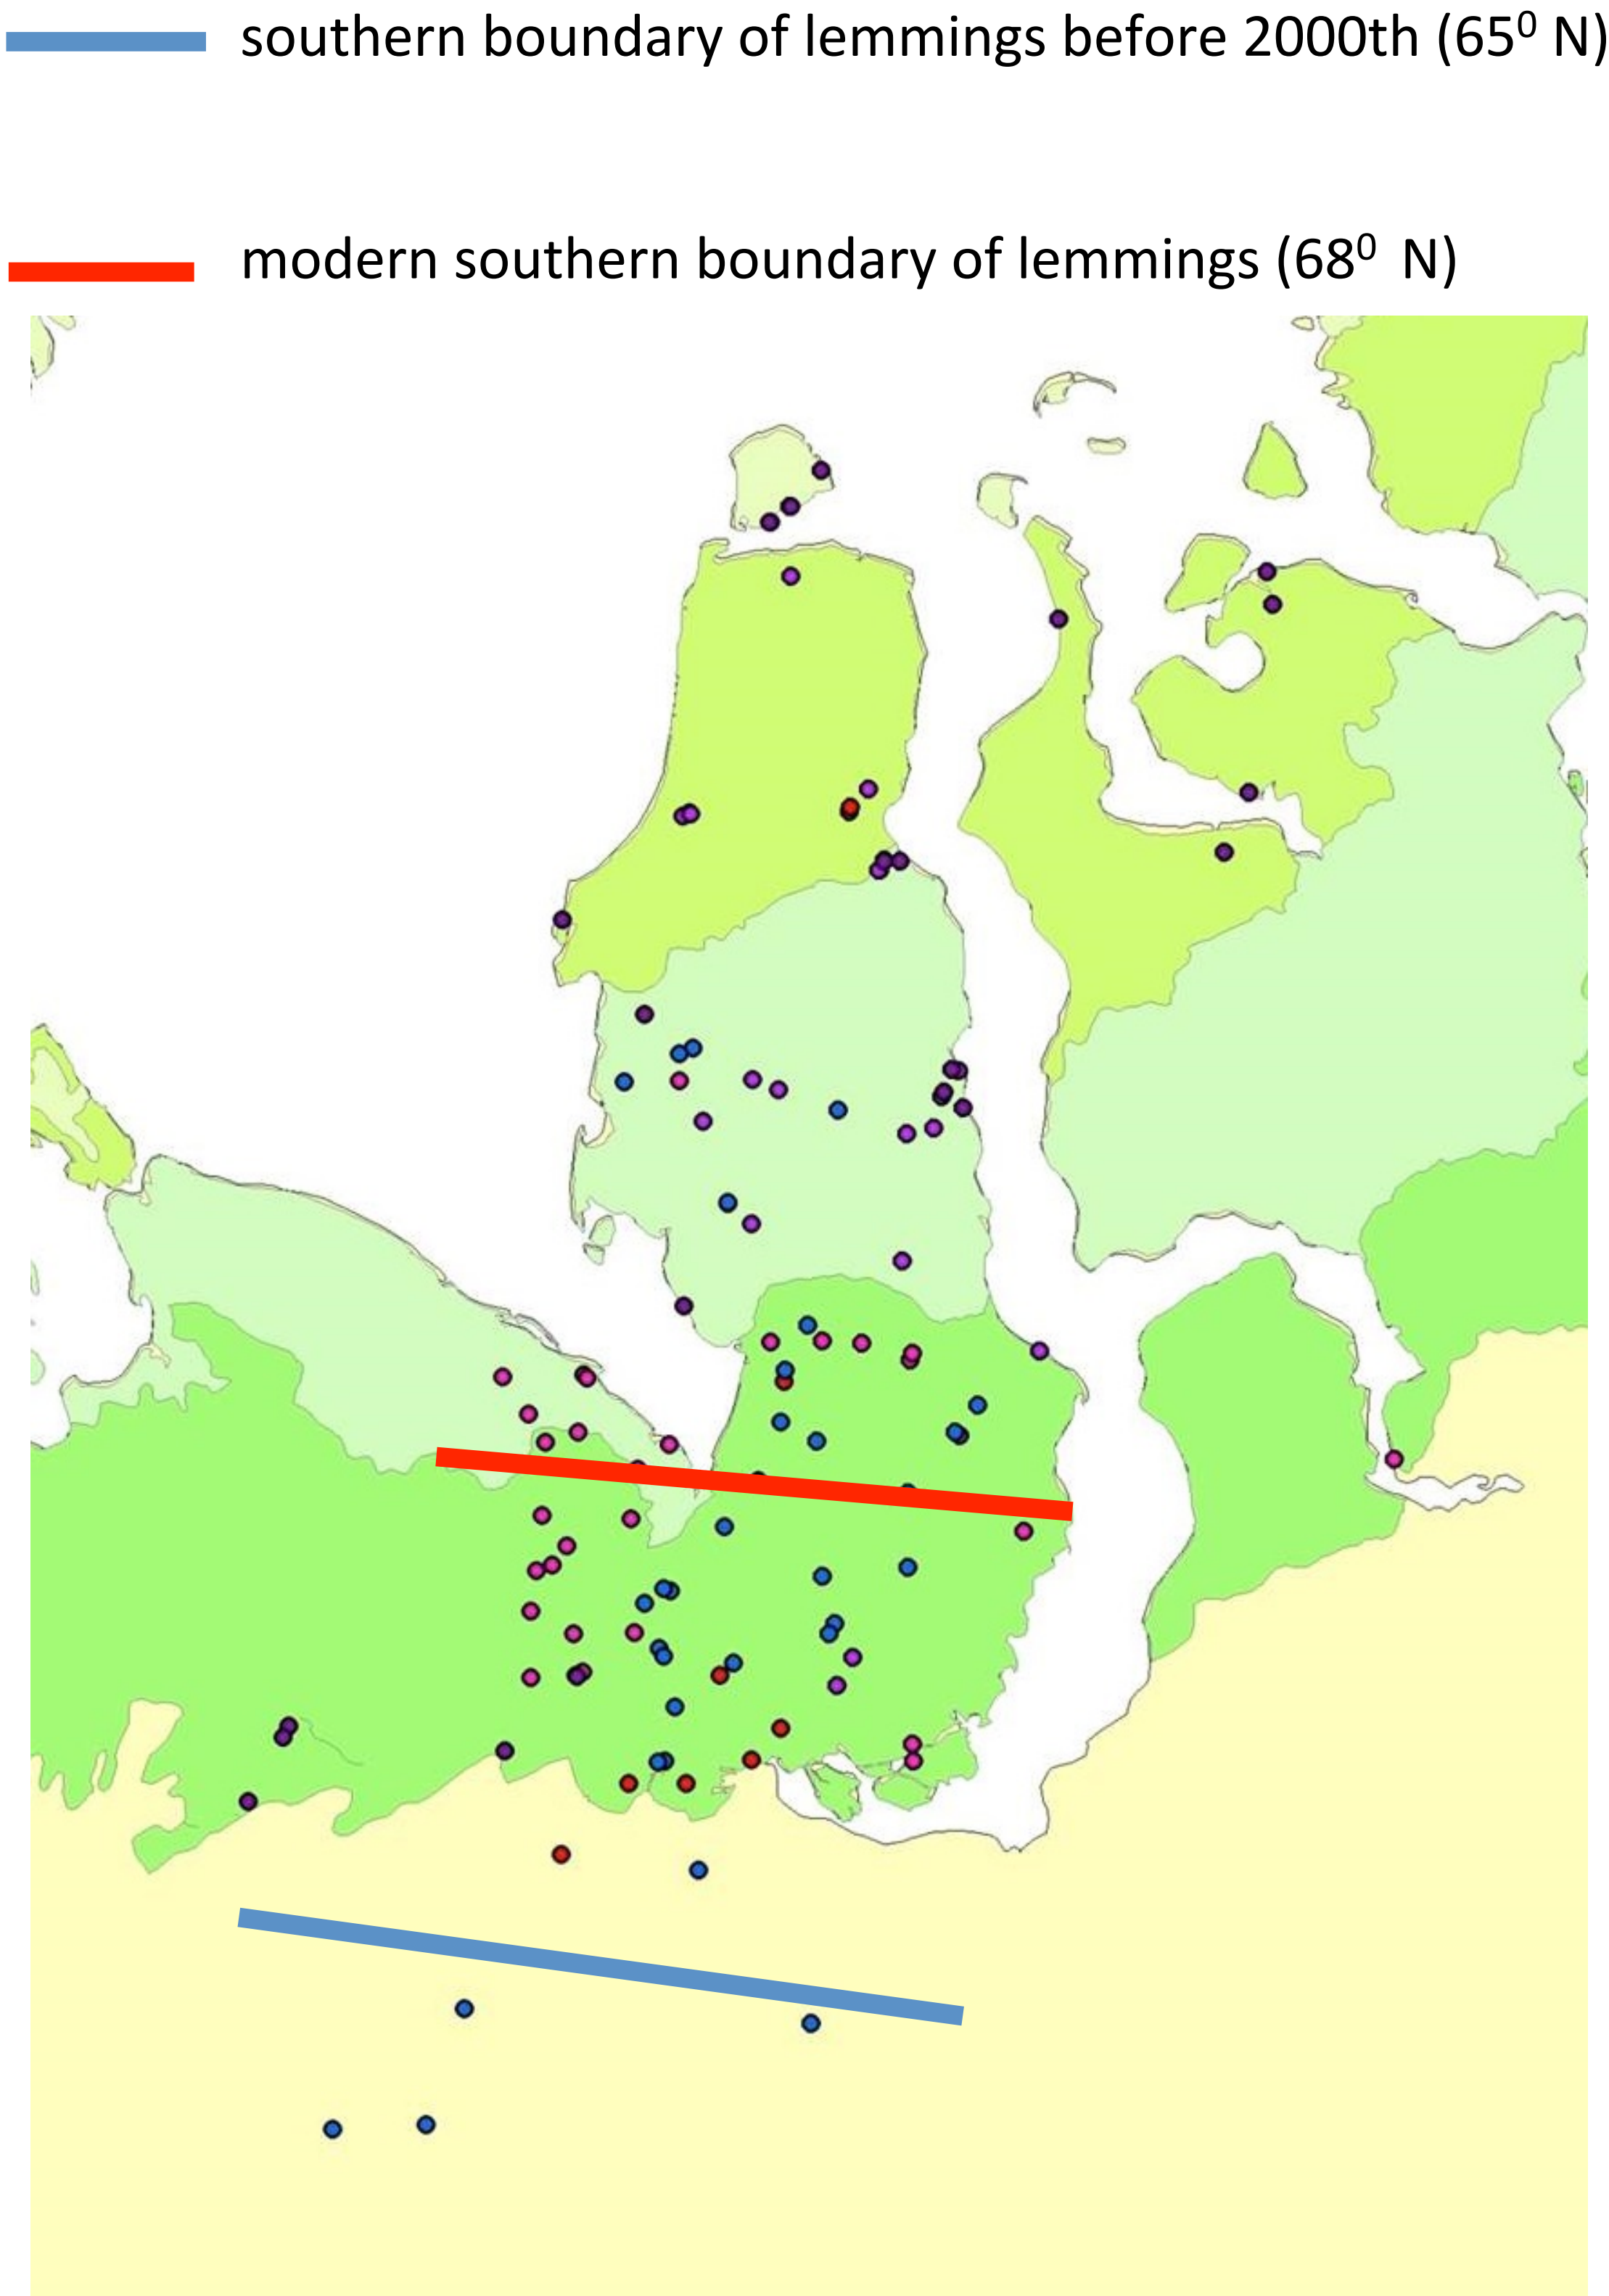 southern boundary of lemmings before 2000th (65⁰ N)
modern southern boundary of lemmings (68⁰ N)